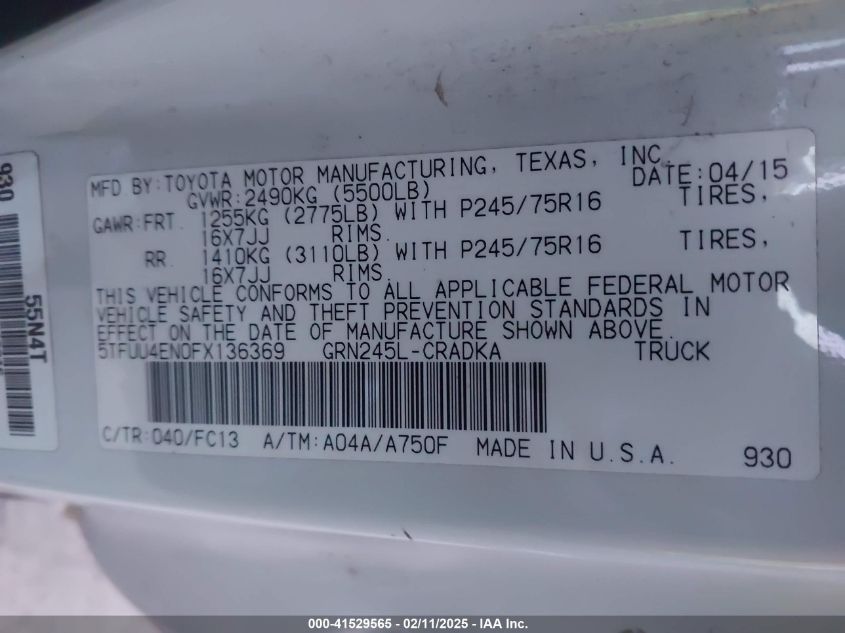 MFD BY:TOYOTA MOTOR MANUFACTURING, TEXAS, INC. DATE:04/15
GVWR:2490KG (5500LB)
GAWR:FRT. 1255KG (2775LB) WITH P245/75R16 TIRES,
16X7JJ RIMS.
RR. 1410KG (3110LB) WITH P245/75R16 TIRES,
16X7JJ RIMS.
THIS VEHICLE CONFORMS TO ALL APPLICABLE FEDERAL MOTOR
VEHICLE SAFETY AND THEFT PREVENTION STANDARDS IN
EFFECT ON THE DATE OF MANUFACTURE SHOWN ABOVE.
5TFUU4EN0FX136369 GRN245L-CRADKA TRUCK
C/TR:040/FC13 A/TM:A04A/A750F MADE IN U.S.A. 930
930
55N4T
000-41529565 - 02/11/2025 - IAA Inc.